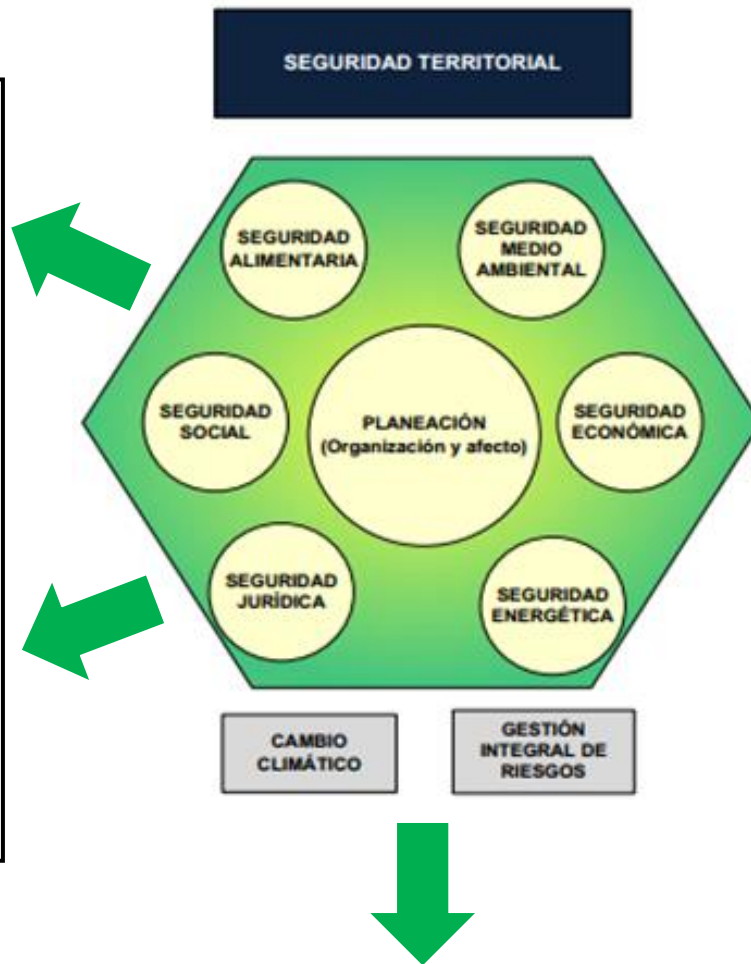 SEGURIDAD TERRITORIAL
SEGURIDAD
ALIMENTARIA
SEGURIDAD
MEDIO
AMBIENTAL
SEGURIDAD
SOCIAL
PLANEACIÓN
(Organización y afecto)
SEGURIDAD
ECONÓMICA
SEGURIDAD
JURÍDICA
SEGURIDAD
ENERGÉTICA
CAMBIO
CLIMÁTICO
GESTIÓN
INTEGRAL DE
RIESGOS